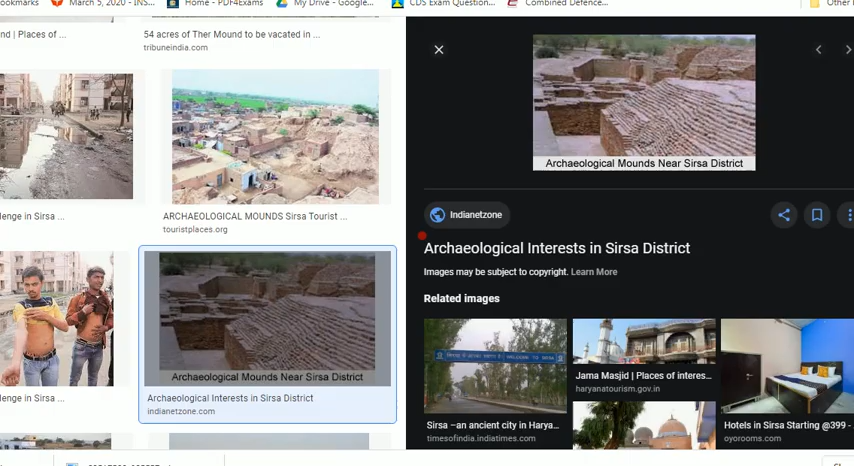 ookmarks
March 5, 2020 - INS...
Home - PDF4Exams
My Drive - Google...
CDS Exam Question...
Combined Defence...
Other
nd | Places of ...
54 acres of Ther Mound to be vacated in ...
tribuneindia.com
lenge in Sirsa ...
ARCHAEOLOGICAL MOUNDS Sirsa Tourist ...
touristplaces.org
lenge in Sirsa ...
Archaeological Mounds Near Sirsa District
Archaeological Interests in Sirsa District
indianetzone.com
Archaeological Mounds Near Sirsa District
Indianetzone
Archaeological Interests in Sirsa District
Images may be subject to copyright. Learn More
Related images
WELCOME TO SIRSA
Sirsa –an ancient city in Harya...
timesofindia.indiatimes.com
Jama Masjid | Places of interes...
haryanatourism.gov.in
Hotels in Sirsa Starting @399 -
oyorooms.com